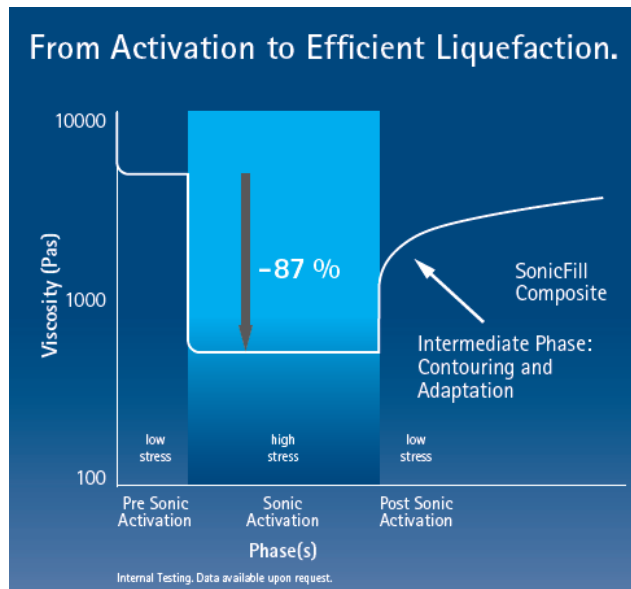 From Activation to Efficient Liquefaction.
10000
Viscosity (Pas)
-87 %
1000
SonicFill
Composite
Intermediate Phase:
Contouring and
Adaptation
low
stress
high
stress
low
stress
100
Pre Sonic
Activation
Sonic
Activation
Post Sonic
Activation
Phase(s)
Internal Testing. Data available upon request.